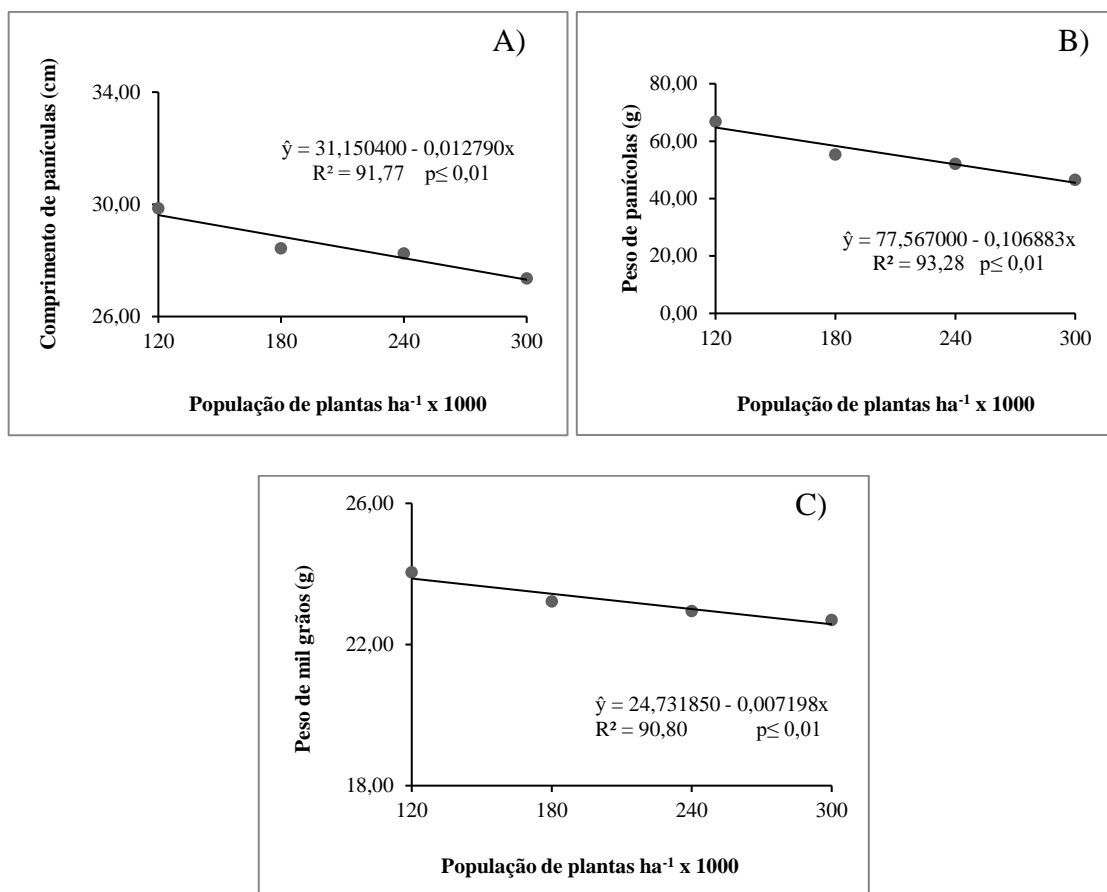 A)
Comprimento de panículas (cm)
34,00
30,00
26,00
ŷ = 31,150400 - 0,012790x
R² = 91,77 p≤ 0,01
120 180 240 300
População de plantas ha⁻¹ x 1000
B)
Peso de panícolas (g)
80,00
60,00
40,00
20,00
0,00
ŷ = 77,567000 - 0,106883x
R² = 93,28 p≤ 0,01
120 180 240 300
População de plantas ha⁻¹ x 1000
C)
Peso de mil grãos (g)
26,00
22,00
18,00
ŷ = 24,731850 - 0,007198x
R² = 90,80 p≤ 0,01
120 180 240 300
População de plantas ha⁻¹ x 1000